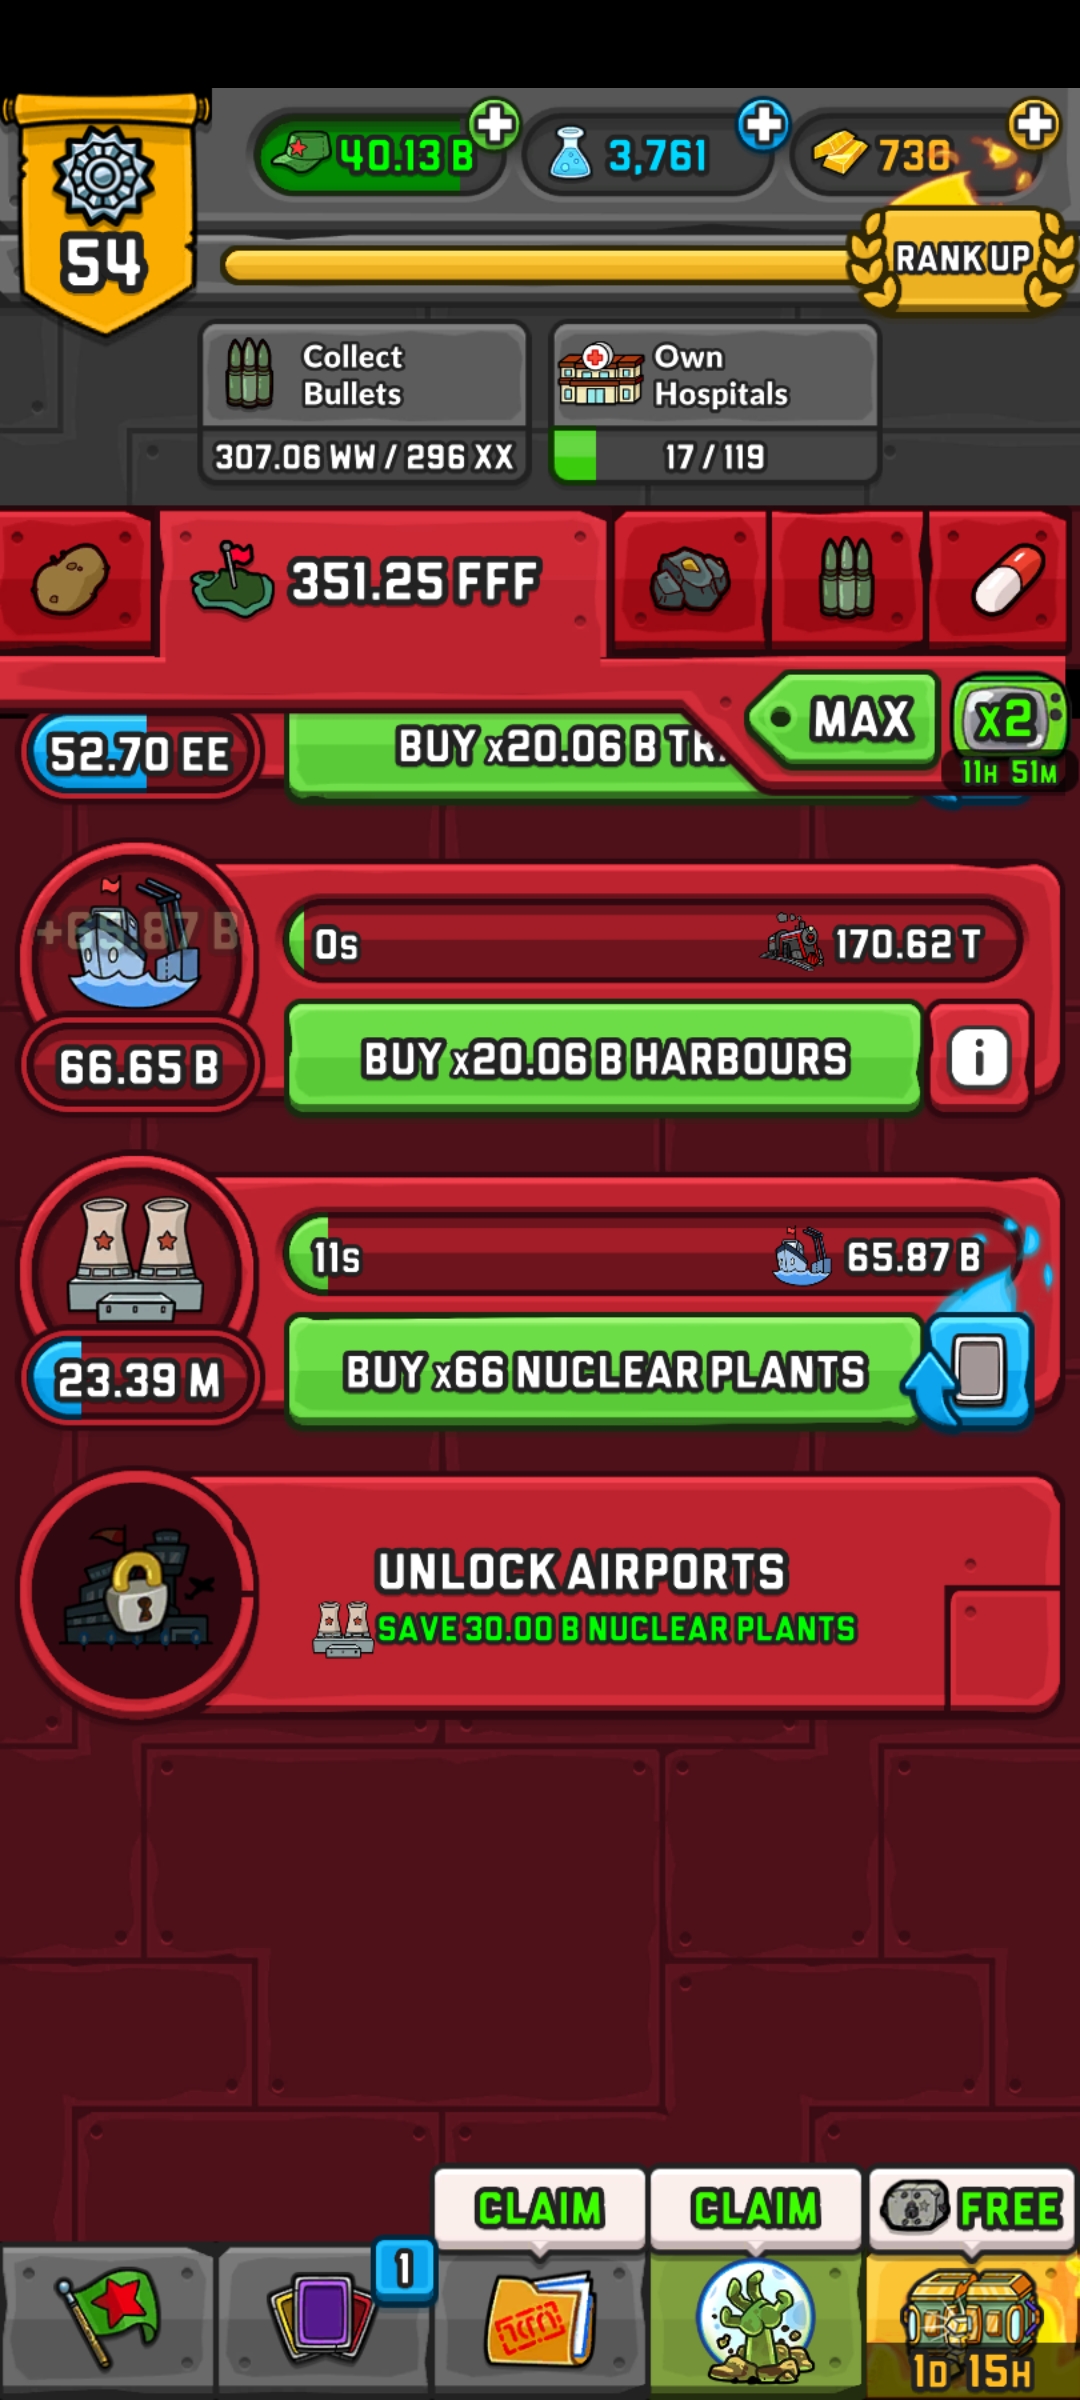 40.13 B
3,761
730
54
RANK UP
Collect
Bullets
307.06 WW / 296 XX
Own
Hospitals
17 / 119
351.25 FFF
MAX
x2
11H 51M
52.70 EE
BUY x20.06 B
+65.87 B
0s
170.62 T
66.65 B
BUY x20.06 B HARBOURS
i
11s
65.87 B
23.39 M
BUY x66 NUCLEAR PLANTS
UNLOCK AIRPORTS
SAVE 30.00 B NUCLEAR PLANTS
CLAIM
CLAIM
FREE
1
1D 15H